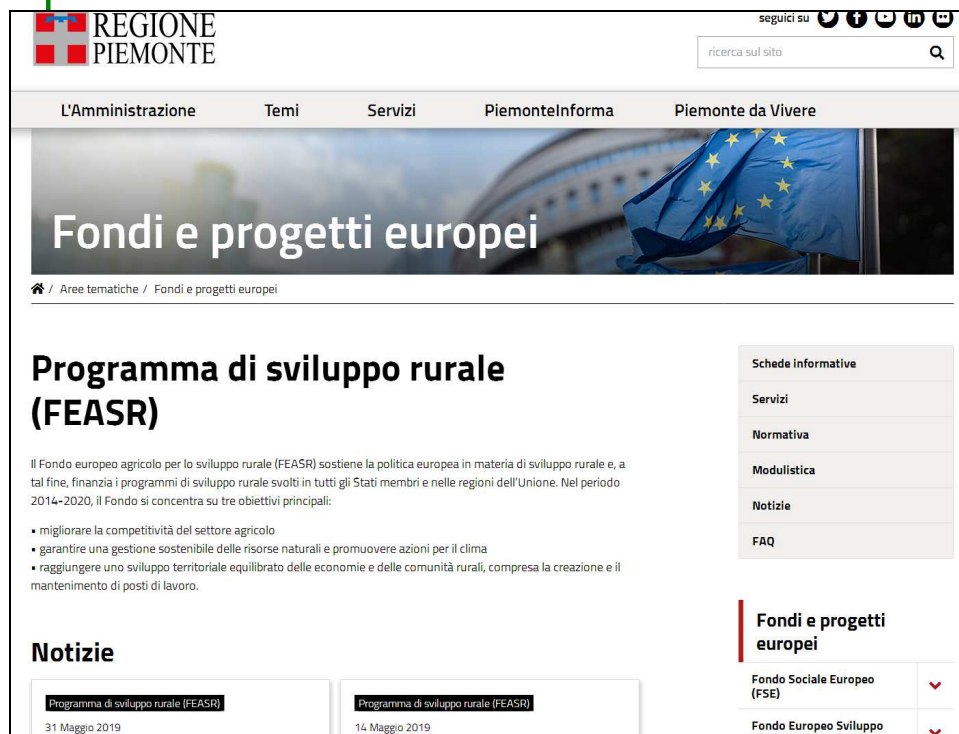 REGIONE
PIEMONTE
seguici su
ricerca sul sito
L'Amministrazione Temi Servizi PiemonteInforma Piemonte da Vivere
Fondi e progetti europei
/ Aree tematiche / Fondi e progetti europei
Programma di sviluppo rurale
(FEASR)
Il Fondo europeo agricolo per lo sviluppo rurale (FEASR) sostiene la politica europea in materia di sviluppo rurale e, a
tal fine, finanzia i programmi di sviluppo rurale svolti in tutti gli Stati membri e nelle regioni dell'Unione. Nel periodo
2014-2020, il Fondo si concentra su tre obiettivi principali:
▪ migliorare la competitività del settore agricolo
▪ garantire una gestione sostenibile delle risorse naturali e promuovere azioni per il clima
▪ raggiungere uno sviluppo territoriale equilibrato delle economie e delle comunità rurali, compresa la creazione e il
mantenimento di posti di lavoro.
Notizie
Programma di sviluppo rurale (FEASR)
31 Maggio 2019
Programma di sviluppo rurale (FEASR)
14 Maggio 2019
Schede informative
Servizi
Normativa
Modulistica
Notizie
FAQ
Fondi e progetti
europei
Fondo Sociale Europeo
(FSE)
Fondo Europeo Sviluppo